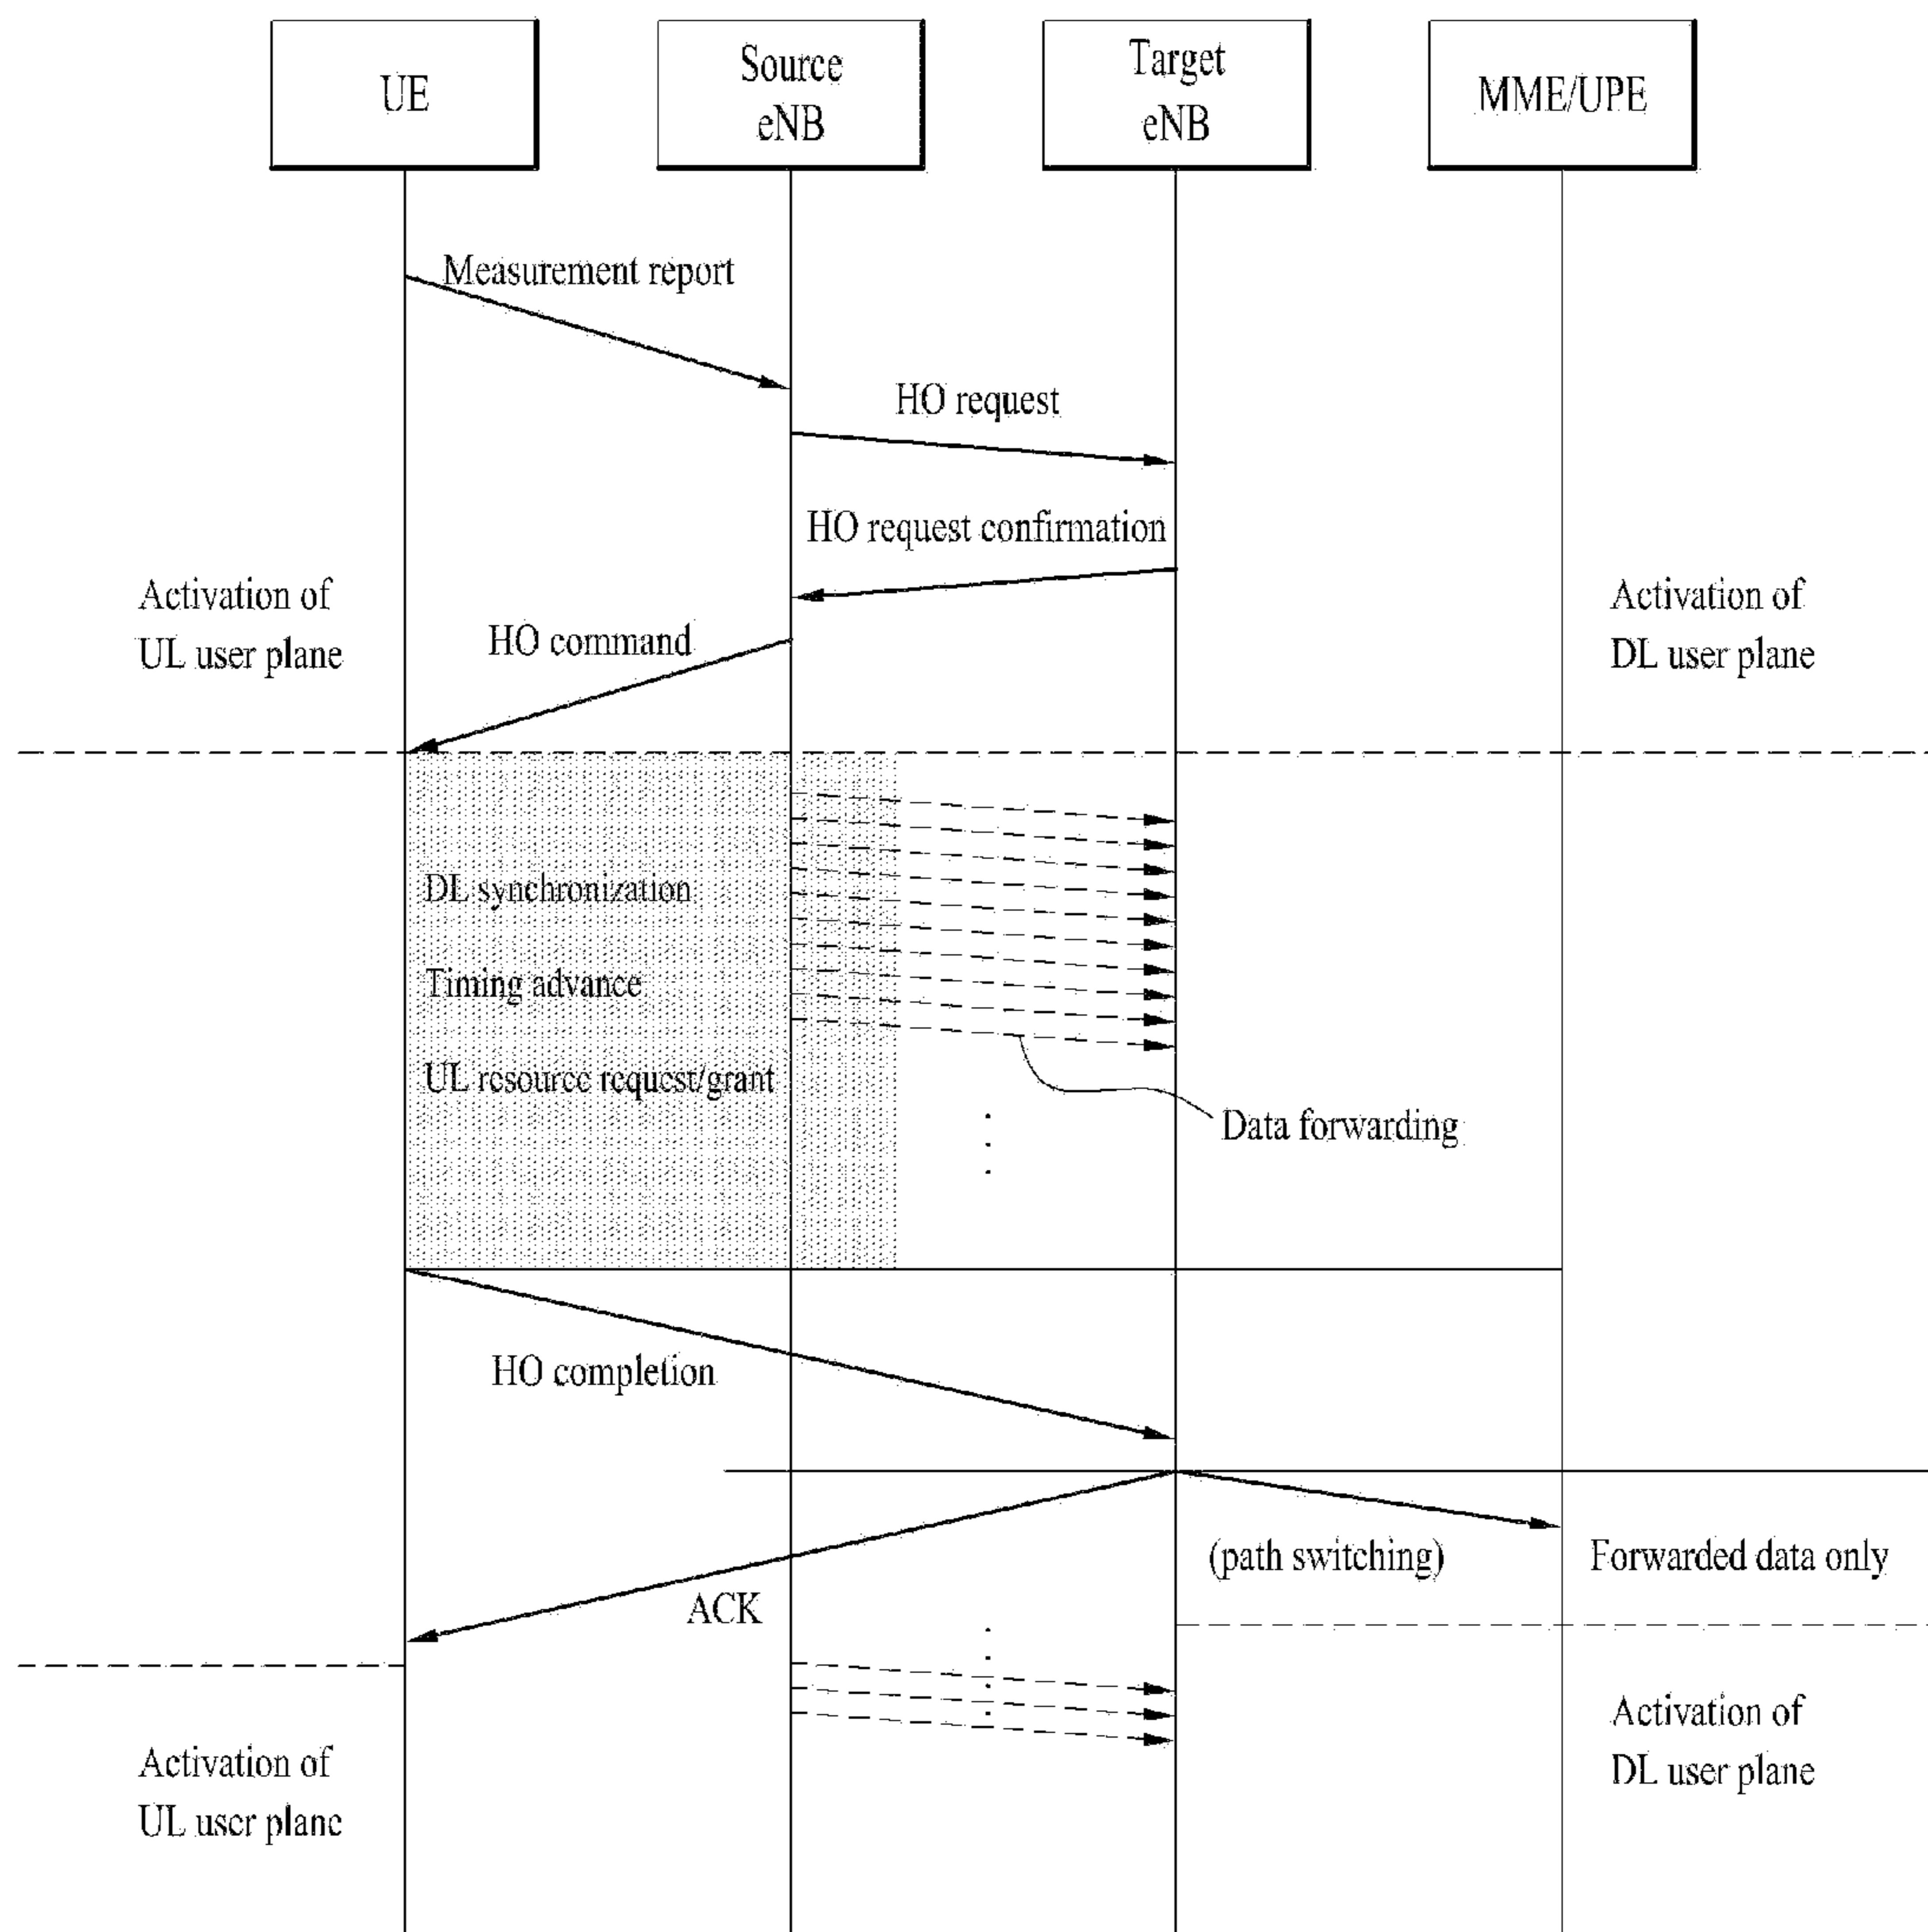 UE
Source
eNB
Target
eNB
MME/UPE
Measurement report
HO request
HO request confirmation
Activation of
UL user plane
HO command
Activation of
DL user plane
DL synchronization
Timing advance
UL resource request/grant
Data forwarding
HO completion
(path switching)
Forwarded data only
ACK
Activation of
UL user plane
Activation of
DL user plane